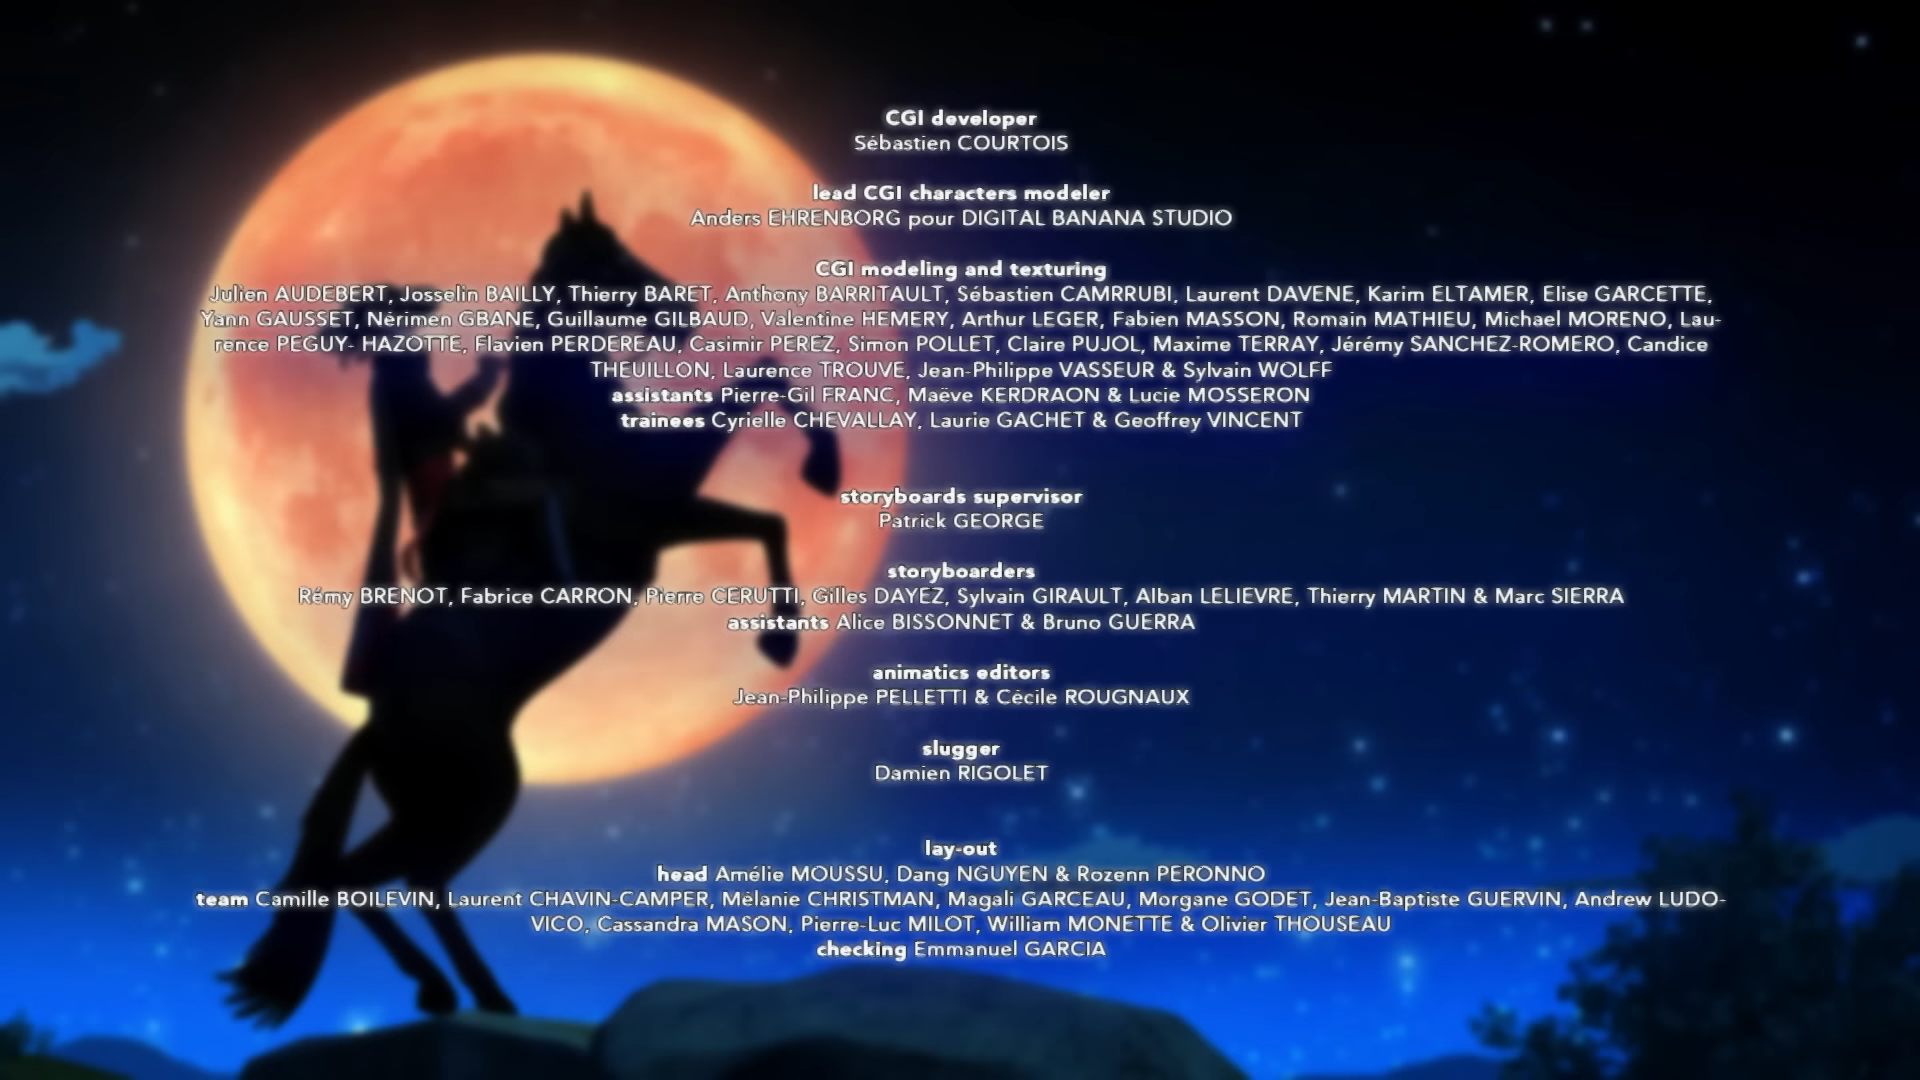 CGI developer
Sébastien COURTOIS
lead CGI characters modeler
Anders EHRENBORG pour DIGITAL BANANA STUDIO
CGI modeling and texturing
Julien AUDEBERT, Josselin BAILLY, Thierry BARET, Anthony BARRITAULT, Sébastien CAMRRUBI, Laurent DAVENE, Karim ELTAMER, Elise GARCETTE,
Yann GAUSSET, Nérimen GBANE, Guillaume GILBAUD, Valentine HEMERY, Arthur LEGER, Fabien MASSON, Romain MATHIEU, Michael MORENO, Lau-
rence PEGUY- HAZOTTE, Flavien PERDEREAU, Casimir PEREZ, Simon POLLET, Claire PUJOL, Maxime TERRAY, Jérémy SANCHEZ-ROMERO, Candice
THEUILLON, Laurence TROUVE, Jean-Philippe VASSEUR & Sylvain WOLFF
assistants Pierre-Gil FRANC, Maëve KERDRAON & Lucie MOSSERON
trainees Cyrielle CHEVALLAY, Laurie GACHET & Geoffrey VINCENT
storyboards supervisor
Patrick GEORGE
storyboarders
Rémy BRENOT, Fabrice CARRON, Pierre CERUTTI, Gilles DAYEZ, Sylvain GIRAULT, Alban LELIEVRE, Thierry MARTIN & Marc SIERRA
assistants Alice BISSONNET & Bruno GUERRA
animatics editors
Jean-Philippe PELLETTI & Cécile ROUGNAUX
slugger
Damien RIGOLET
lay-out
head Amélie MOUSSU, Dang NGUYEN & Rozenn PERONNO
team Camille BOILEVIN, Laurent CHAVIN-CAMPER, Mélanie CHRISTMAN, Magali GARCEAU, Morgane GODET, Jean-Baptiste GUERVIN, Andrew LUDO-
VICO, Cassandra MASON, Pierre-Luc MILOT, William MONETTE & Olivier THOUSEAU
checking Emmanuel GARCIA